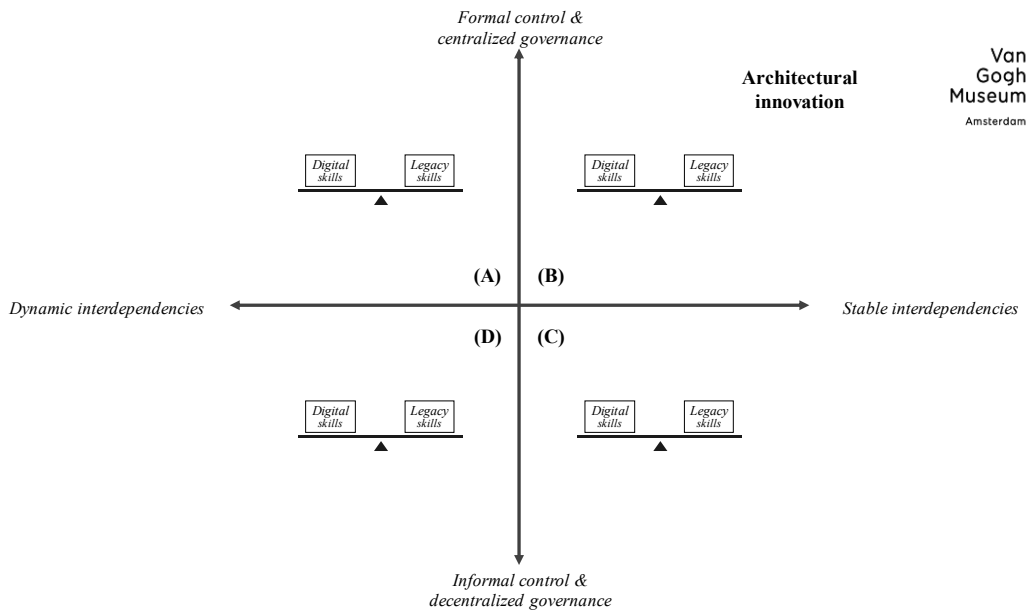 Formal control &
centralized governance
Architectural
innovation
Van
Gogh
Museum
Amsterdam
Digital
skills
Legacy
skills
Digital
skills
Legacy
skills
(A)
(B)
Dynamic interdependencies
Stable interdependencies
(D)
(C)
Digital
skills
Legacy
skills
Digital
skills
Legacy
skills
Informal control &
decentralized governance